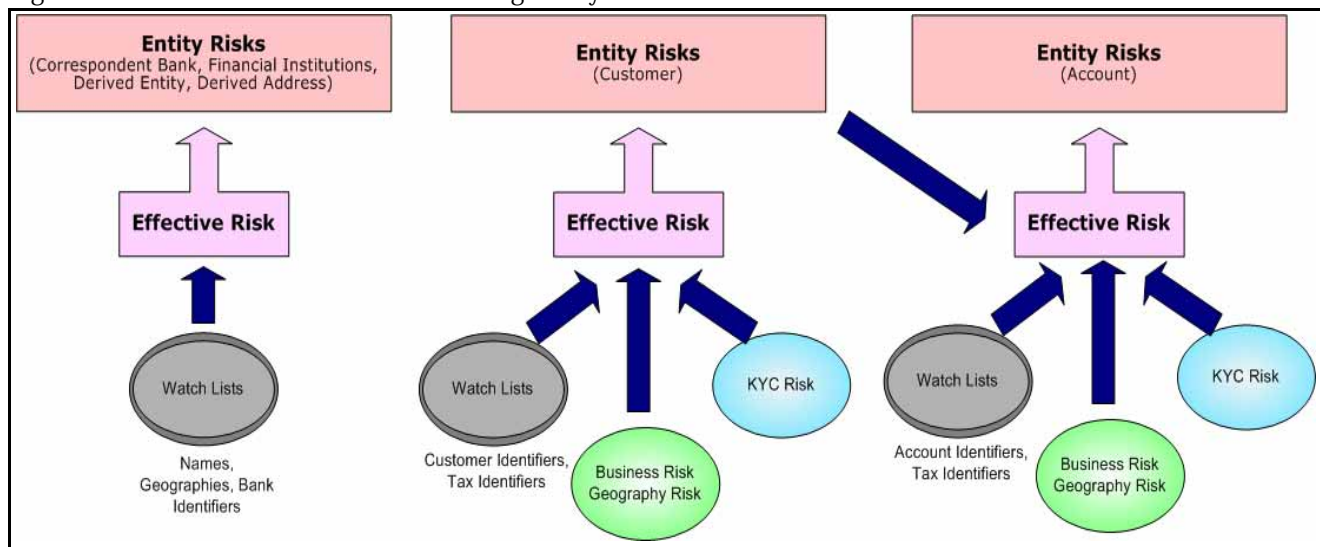 Entity Risks
(Correspondent Bank, Financial Institutions,
Derived Entity, Derived Address)
Effective Risk
Watch Lists
Names,
Geographies, Bank
Identifiers
Entity Risks
(Customer)
Effective Risk
Watch Lists
Customer Identifiers,
Tax Identifiers
Business Risk
Geography Risk
KYC Risk
Entity Risks
(Account)
Effective Risk
Watch Lists
Account Identifiers,
Tax Identifiers
Business Risk
Geography Risk
KYC Risk